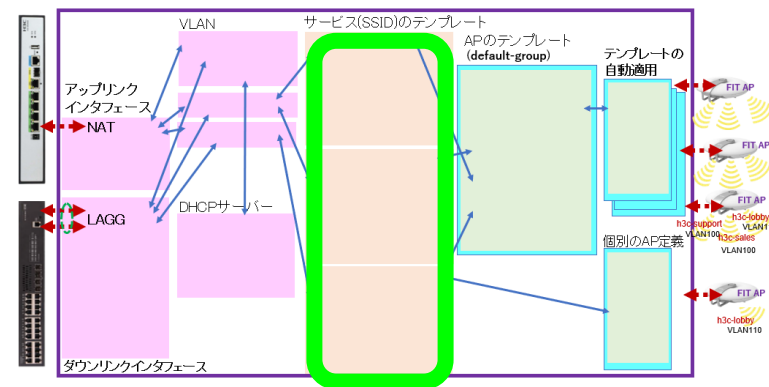 VLAN
サービス(SSID)のテンプレート
APのテンプレート
(default-group)
テンプレートの
自動適用
アップリンク
インタフェース
NAT
FIT AP
FIT AP
LAGG
DHCPサーバー
FIT AP
h3c-lobby
h3c-support
VLAN1
VLAN100
h3c-sales
個別のAP定義
VLAN100
FIT AP
h3c-lobby
VLAN110
ダウンリンクインタフェース